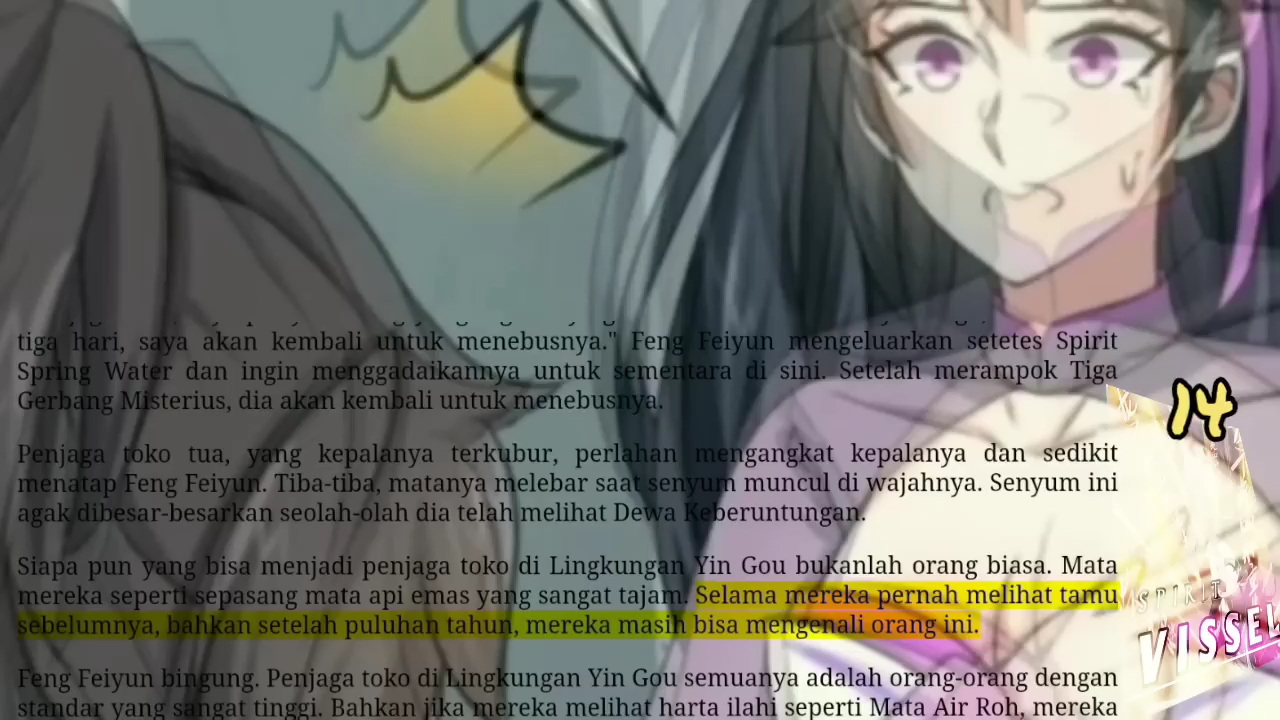 tiga hari, saya akan kembali untuk menebusnya." Feng Feiyun mengeluarkan setetes Spirit
Spring Water dan ingin menggadaikannya untuk sementara di sini. Setelah merampok Tiga
Gerbang Misterius, dia akan kembali untuk menebusnya.
14
Penjaga toko tua, yang kepalanya terkubur, perlahan mengangkat kepalanya dan sedikit
menatap Feng Feiyun. Tiba-tiba, matanya melebar saat senyum muncul di wajahnya. Senyum ini
agak dibesar-besarkan seolah-olah dia telah melihat Dewa Keberuntungan.
Siapa pun yang bisa menjadi penjaga toko di Lingkungan Yin Gou bukanlah orang biasa. Mata
mereka seperti sepasang mata api emas yang sangat tajam. Selama mereka pernah melihat tamu
sebelumnya, bahkan setelah puluhan tahun, mereka masih bisa mengenali orang ini.
SPIRIT
VISSEL
Feng Feiyun bingung. Penjaga toko di Lingkungan Yin Gou semuanya adalah orang-orang dengan
standar yang sangat tinggi. Bahkan jika mereka melihat harta ilahi seperti Mata Air Roh, mereka